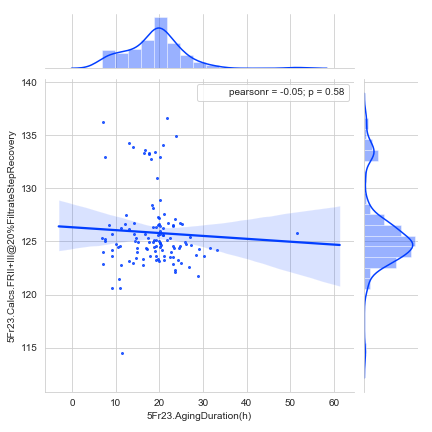 pearsonr = -0.05; p = 0.58
140
135
130
125
120
115
5Fr23.Calcs.FRII+III@20%FiltrateStepRecovery
0 10 20 30 40 50 60
5Fr23.AgingDuration(h)